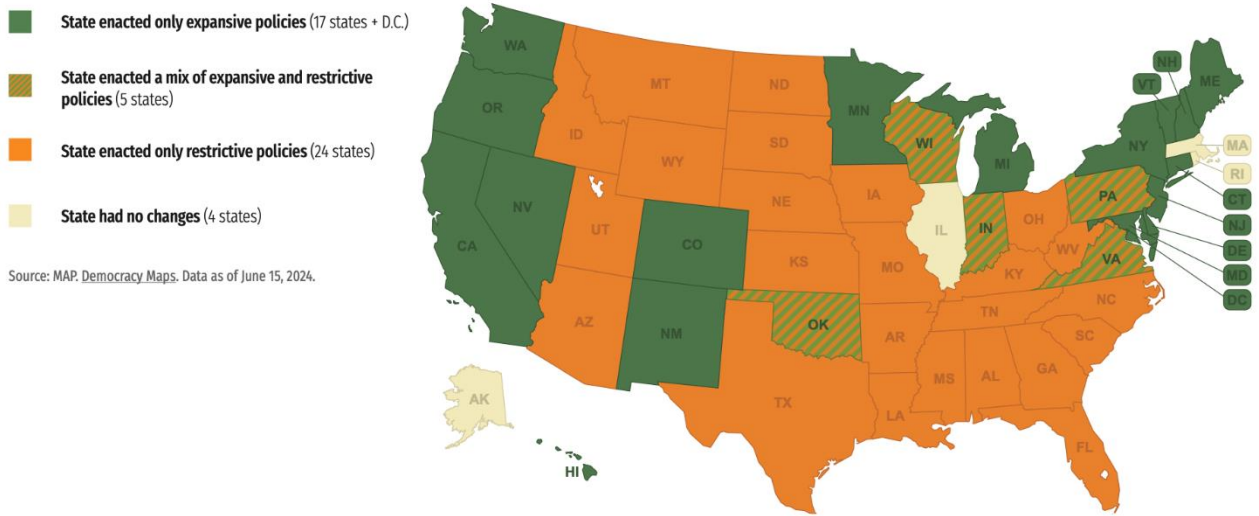 State enacted only expansive policies (17 states + D.C.)
State enacted a mix of expansive and restrictive
policies (5 states)
State enacted only restrictive policies (24 states)
State had no changes (4 states)
Source: MAP. Democracy Maps. Data as of June 15, 2024.
WA
MT
ND
MN
NH
VT
ME
OR
ID
SD
WI
MI
NY
MA
RI
WY
IA
PA
CT
NJ
NV
NE
IL
IN
OH
DE
UT
CO
WV
VA
MD
CA
KS
MO
KY
DC
AZ
NM
OK
TN
NC
AR
SC
MS
AL
GA
AK
TX
LA
FL
HI